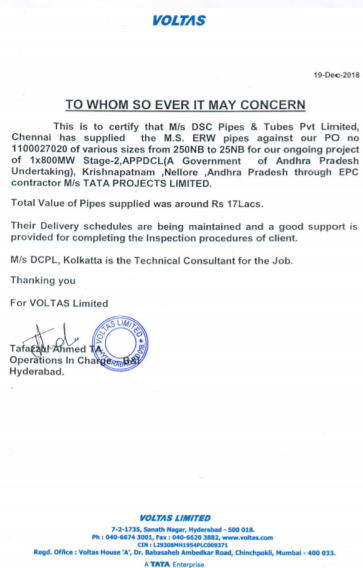 VOLTAS
19-Dec-2018
TO WHOM SO EVER IT MAY CONCERN
This is to certify that M/s DSC Pipes & Tubes Pvt Limited,
Chennai has supplied the M.S. ERW pipes against our PO no
1100027020 of various sizes from 250NB to 25NB for our ongoing project
of 1x800MW Stage-2,APPDCL(A Government of Andhra Pradesh
Undertaking), Krishnapatnam ,Nellore ,Andhra Pradesh through EPC
contractor M/s TATA PROJECTS LIMITED.
Total Value of Pipes supplied was around Rs 17Lacs.
Their Delivery schedules are being maintained and a good support is
provided for completing the Inspection procedures of client.
M/s DCPL, Kolkatta is the Technical Consultant for the Job.
Thanking you
For VOLTAS Limited
VOLTAS LIMITED
Ahmed
Operations In Charge
Hyderabad.
VOLTAS LIMITED
7-2-1735, Sanath Nagar, Hyderabad - 500 018.
Ph : 040-6674 3001, Fax : 040-6620 3882, www.voltas.com
CIN : L29308MH1954PLC009371
Regd. Office : Voltas House 'A', Dr. Babasaheb Ambedkar Road, Chinchpokli, Mumbai - 400 033.
A TATA Enterprise